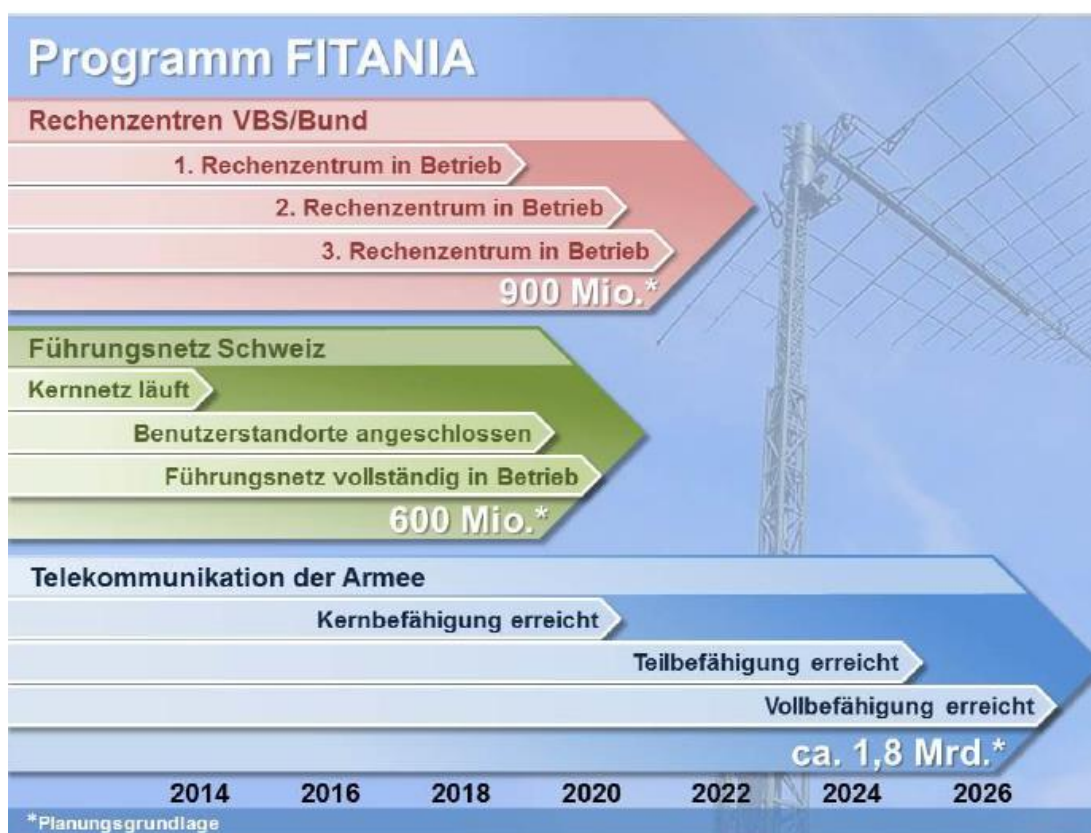 Programm FITANIA
Rechenzentren VBS/Bund
1. Rechenzentrum in Betrieb
2. Rechenzentrum in Betrieb
3. Rechenzentrum in Betrieb
900 Mio.*
Führungsnetz Schweiz
Kernnetz läuft
Benutzerstandorte angeschlossen
Führungsnetz vollständig in Betrieb
600 Mio.*
Telekommunikation der Armee
Kernbefähigung erreicht
Teilbefähigung erreicht
Vollbefähigung erreicht
ca. 1,8 Mrd.*
2014 2016 2018 2020 2022 2024 2026
*Planungsgrundlage